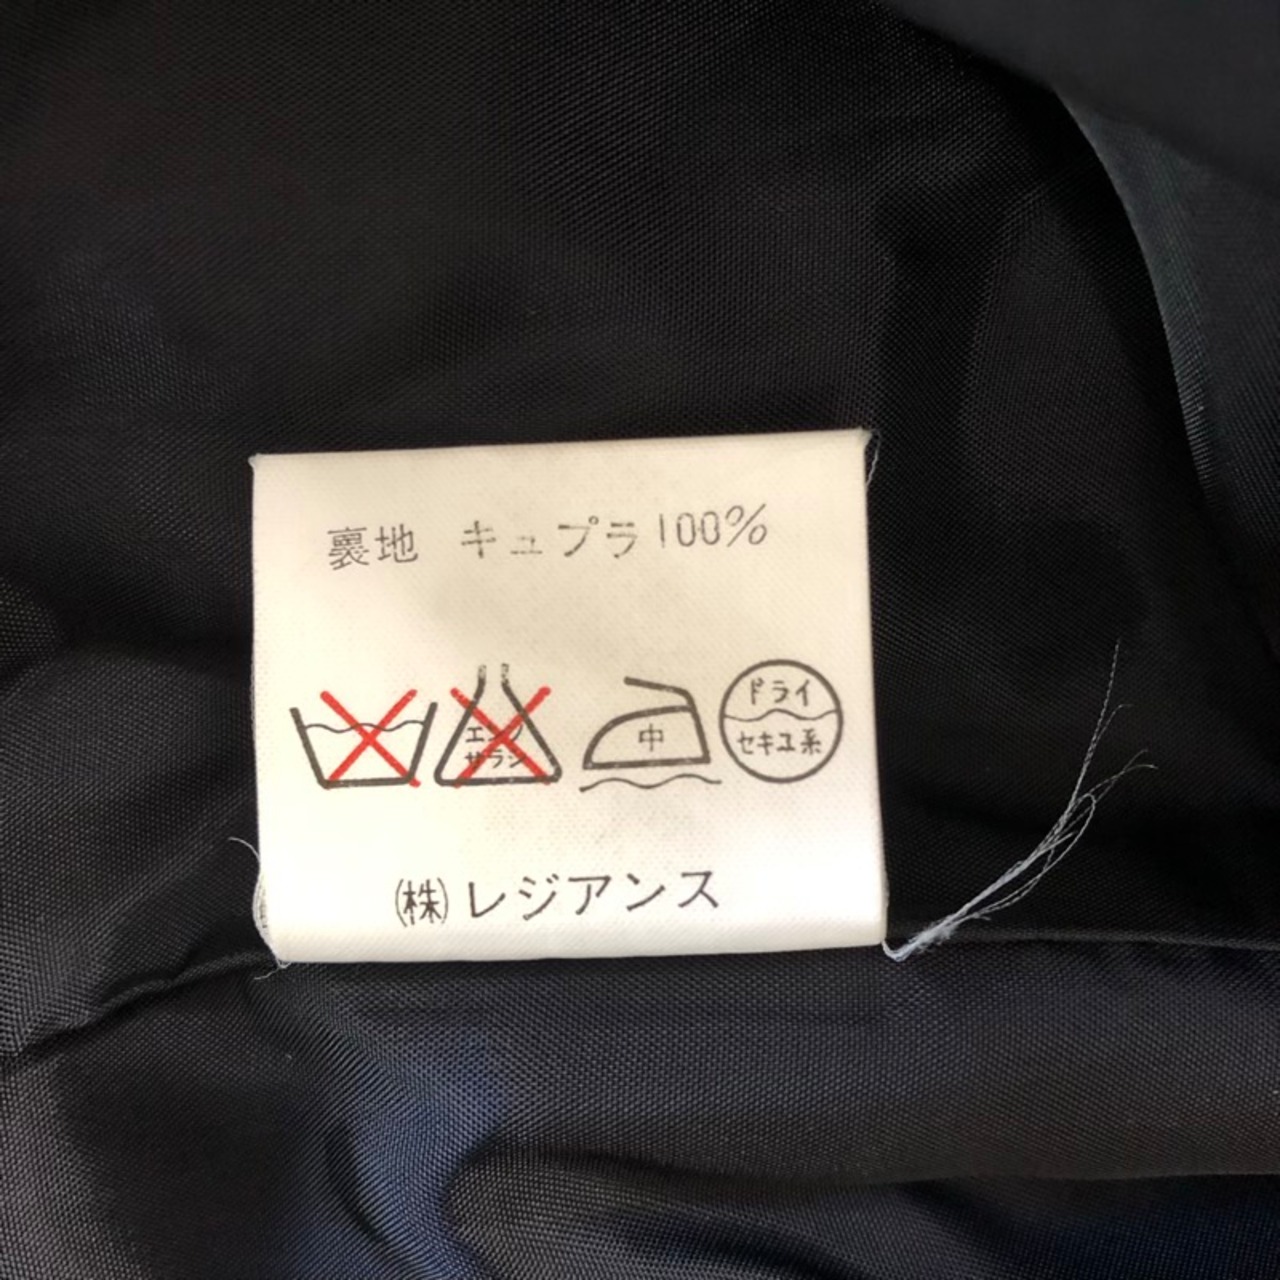 裏地 キュプラ100%
エンソ
サラシ
中
ドライ
セキユ系
㈱レジアンス